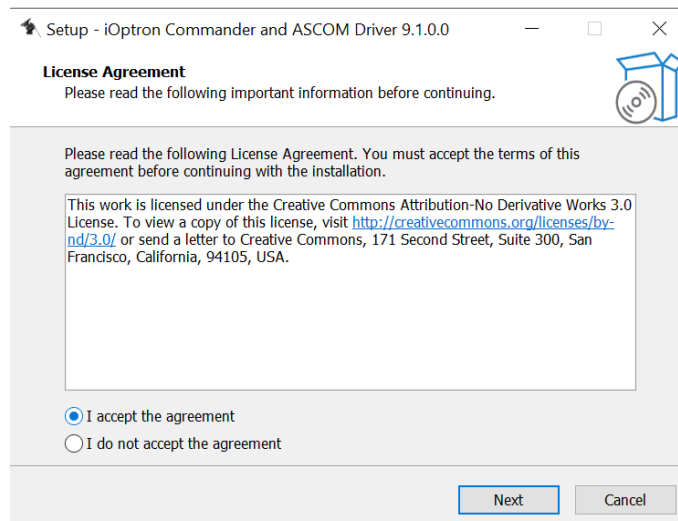 Setup - iOptron Commander and ASCOM Driver 9.1.0.0
License Agreement
Please read the following important information before continuing.
Please read the following License Agreement. You must accept the terms of this
agreement before continuing with the installation.
This work is licensed under the Creative Commons Attribution-No Derivative Works 3.0
License. To view a copy of this license, visit http://creativecommons.org/licenses/by-
nd/3.0/ or send a letter to Creative Commons, 171 Second Street, Suite 300, San
Francisco, California, 94105, USA.
I accept the agreement
I do not accept the agreement
Next
Cancel